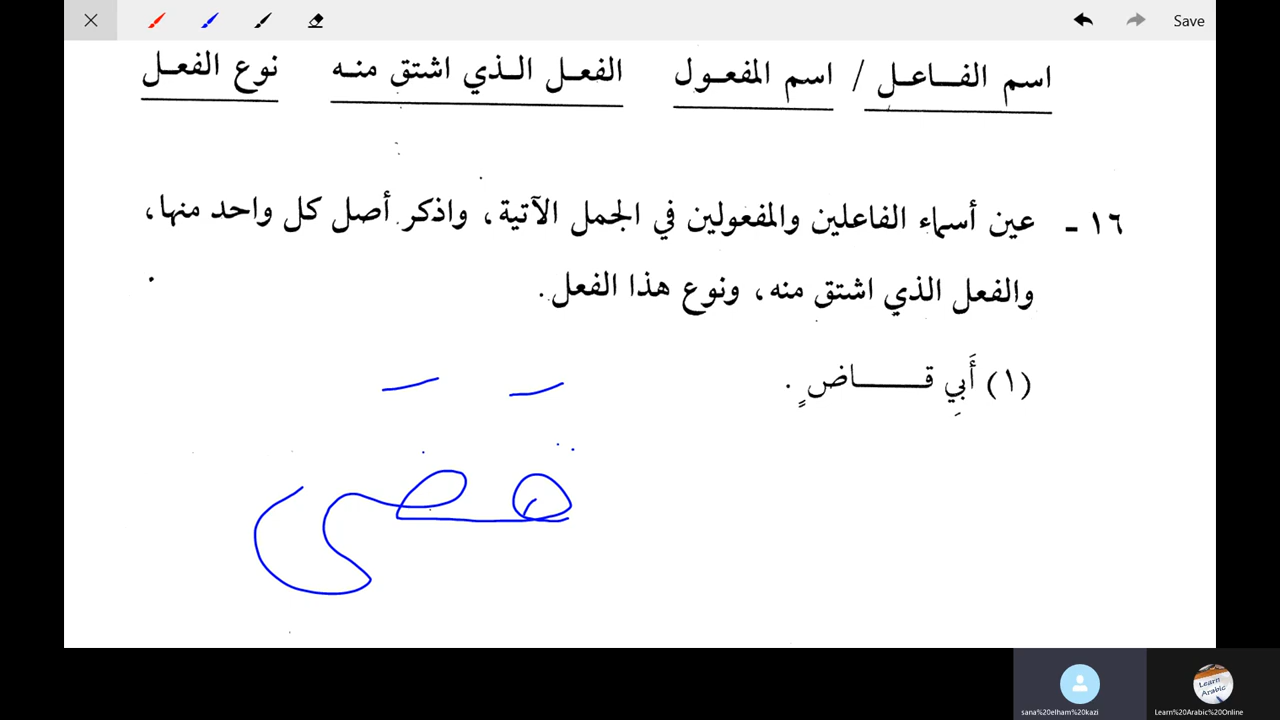 Save
اسم الفاعل / اسم المفعول الفعل الذي اشتق منه نوع الفعل
١٦ - عين أسماء الفاعلين والمفعولين في الجمل الآتية، واذكر أصل كل واحد منها،
والفعل الذي اشتق منه، ونوع هذا الفعل.
(١) أَبِي قاضٍ.
قَضَى
sana%20elham%20kazi
Learn Arabic
Learn%20Arabic%20Online